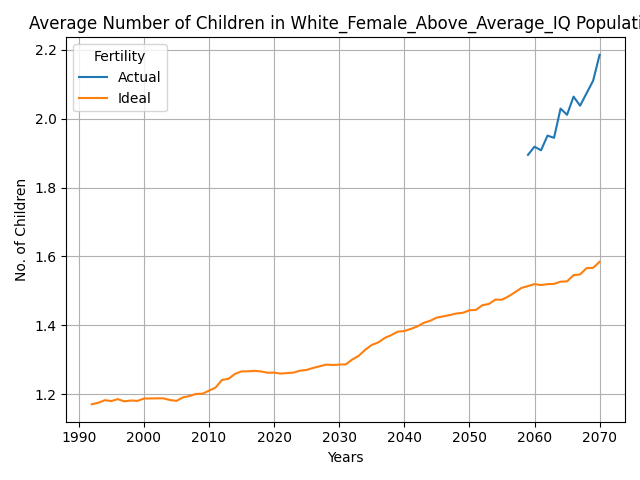 Average Number of Children in White_Female_Above_Average_IQ Populati
Fertility
Actual
Ideal
No. of Children
2.2
2.0
1.8
1.6
1.4
1.2
1990 2000 2010 2020 2030 2040 2050 2060 2070
Years